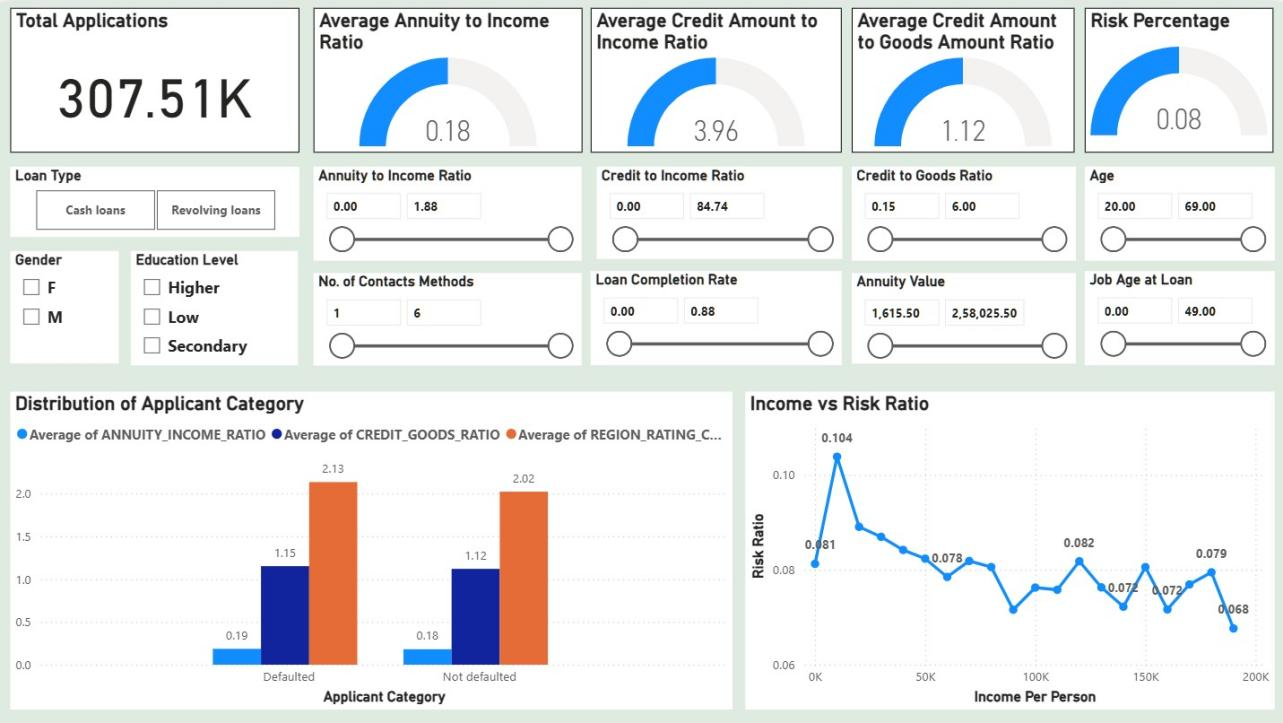 Total Applications
307.51K
Average Annuity to Income
Ratio
0.18
Average Credit Amount to
Income Ratio
3.96
Average Credit Amount
to Goods Amount Ratio
1.12
Risk Percentage
0.08
Loan Type
Cash loans
Revolving loans
Gender
F
M
Education Level
Higher
Low
Secondary
Annuity to Income Ratio
0.00 1.88
Credit to Income Ratio
0.00 84.74
Credit to Goods Ratio
0.15 6.00
Age
20.00 69.00
No. of Contacts Methods
1 6
Loan Completion Rate
0.00 0.88
Annuity Value
1,615.50 2,58,025.50
Job Age at Loan
0.00 49.00
Distribution of Applicant Category
Average of ANNUITY_INCOME_RATIO Average of CREDIT_GOODS_RATIO Average of REGION_RATING_C...
2.0
1.5
1.0
0.5
0.0
0.19
1.15
2.13
0.18
1.12
2.02
Defaulted Not defaulted
Applicant Category
Income vs Risk Ratio
Risk Ratio
0.10
0.08
0.06
0.081
0.104
0.078
0.082
0.072
0.072
0.079
0.068
0K 50K 100K 150K 200K
Income Per Person